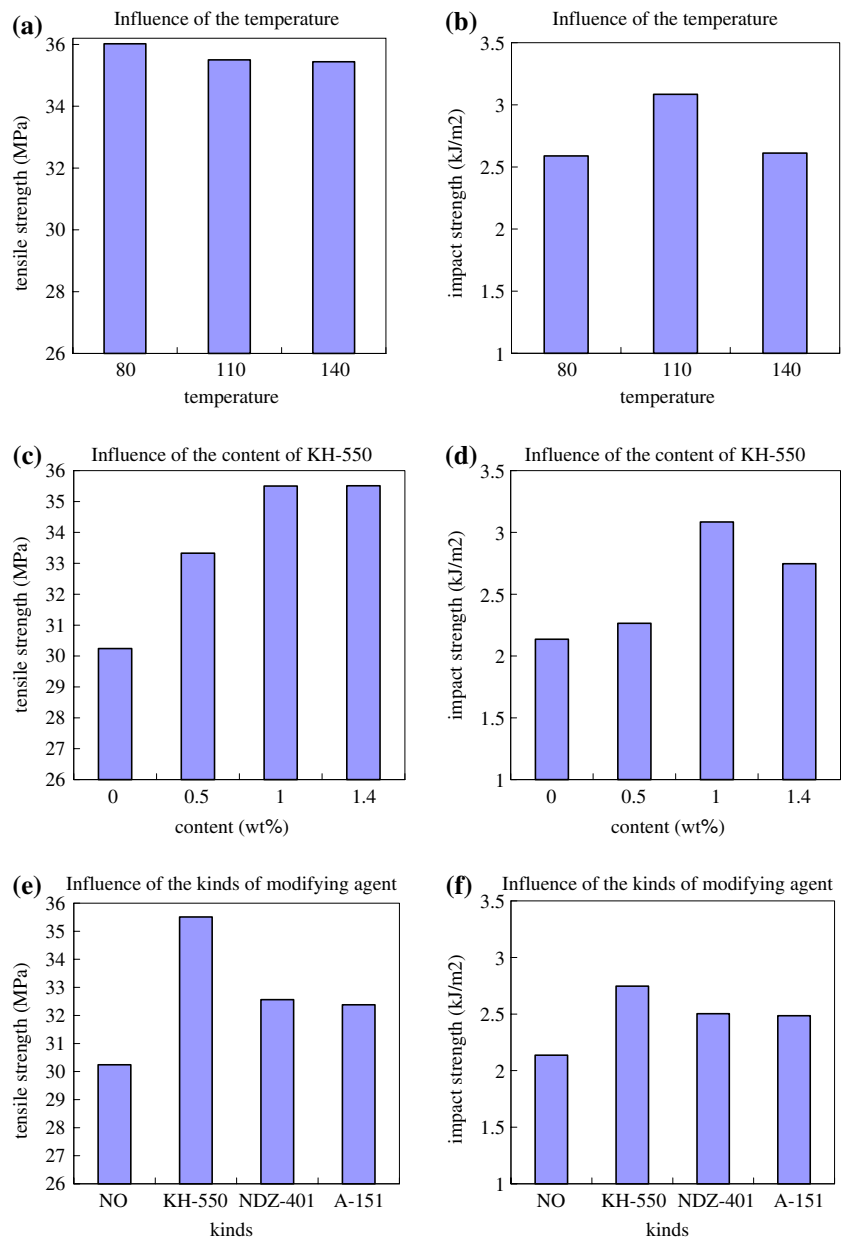 (a) Influence of the temperature
tensile strength (MPa)
36
34
32
30
28
26
80 110 140
temperature
(b) Influence of the temperature
impact strength (kJ/m2)
3.5
3
2.5
2
1.5
1
80 110 140
temperature
(c) Influence of the content of KH-550
tensile strength (MPa)
36
35
34
33
32
31
30
29
28
27
26
0 0.5 1 1.4
content (wt%)
(d) Influence of the content of KH-550
impact strength (kJ/m2)
3.5
3
2.5
2
1.5
1
0 0.5 1 1.4
content (wt%)
(e) Influence of the kinds of modifying agent
tensile strength (MPa)
36
35
34
33
32
31
30
29
28
27
26
NO KH-550 NDZ-401 A-151
kinds
(f) Influence of the kinds of modifying agent
impact strength (kJ/m2)
3.5
3
2.5
2
1.5
1
NO KH-550 NDZ-401 A-151
kinds